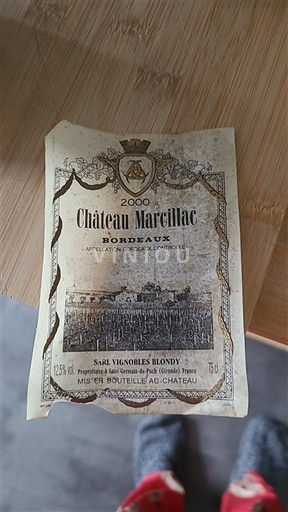 2000
Château Marcillac
BORDEAUX
APPELLATION BORDEAUX CONTROLÉE
VINIOU
SARL VIGNOBLES BLONDY
12,5% vol.
Propriétaire à Saint-Germain-du-Puch (Gironde) France
75 cl
MIS EN BOUTEILLE AU CHATEAU